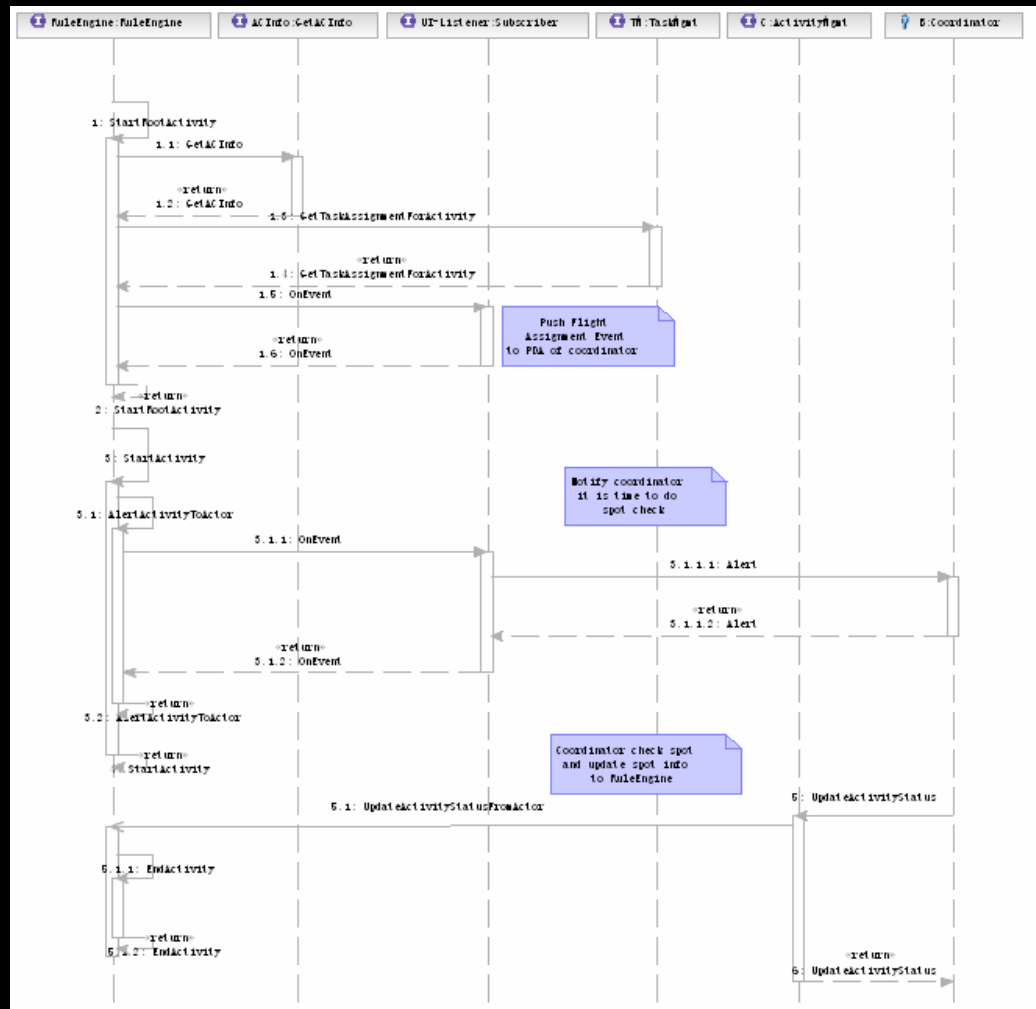 RuleEngine:RuleEngine
ACInfo:GetACInfo
UI-Listener:Subscriber
TM:TaskMgmt
C:ActivityMgmt
B:Coordinator
1: StartRootActivity
1.1: GetACInfo
«return»
1.2: GetACInfo
1.3: GetTaskAssignmentForActivity
«return»
1.4: GetTaskAssignmentForActivity
1.5: OnEvent
Push Flight
Assignment Event
to PDA of coordinator
«return»
1.6: OnEvent
«return»
2: StartRootActivity
3: StartActivity
Notify coordinator
it is time to do
spot check
3.1: AlertActivityToActor
3.1.1: OnEvent
3.1.1.1: Alert
«return»
3.1.1.2: Alert
«return»
3.1.2: OnEvent
«return»
3.2: AlertActivityToActor
«return»
StartActivity
Coordinator check spot
and update spot info
to RuleEngine
5: UpdateActivityStatus
5.1: UpdateActivityStatusFromActor
5.1.1: EndActivity
«return»
5.1.2: EndActivity
«return»
6: UpdateActivityStatus